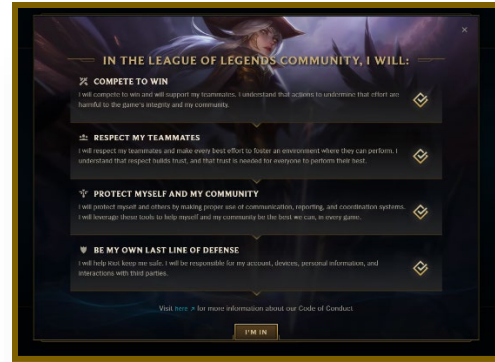 IN THE LEAGUE OF LEGENDS COMMUNITY, I WILL:
COMPETE TO WIN
I will compete to win and will support my teammates. I understand that actions to undermine that effort are
harmful to the game's integrity and my community.
RESPECT MY TEAMMATES
I will respect my teammates and make every best effort to foster an environment where they can perform. I
understand that respect builds trust, and that trust is needed for everyone to perform their best.
PROTECT MYSELF AND MY COMMUNITY
I will protect myself and others by making proper use of communication, reporting, and coordination systems.
I will leverage these tools to help myself and my community be the best we can, in every game.
BE MY OWN LAST LINE OF DEFENSE
I will help Riot keep me safe. I will be responsible for my account, devices, personal information, and
interactions with third parties.
Visit here ↗ for more information about our Code of Conduct
I'M IN